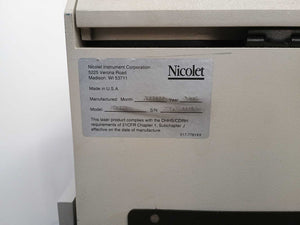 Nicolet Instrument Corporation
5225 Verona Road
Madison, WI 53711
Nicolet
Made in U.S.A.
Manufactured: Month Year
Model S/N
This laser product complies with the DHHS/CDRH
requirements of 21CFR Chapter 1, Subchapter J
effective on the date of manufacture.